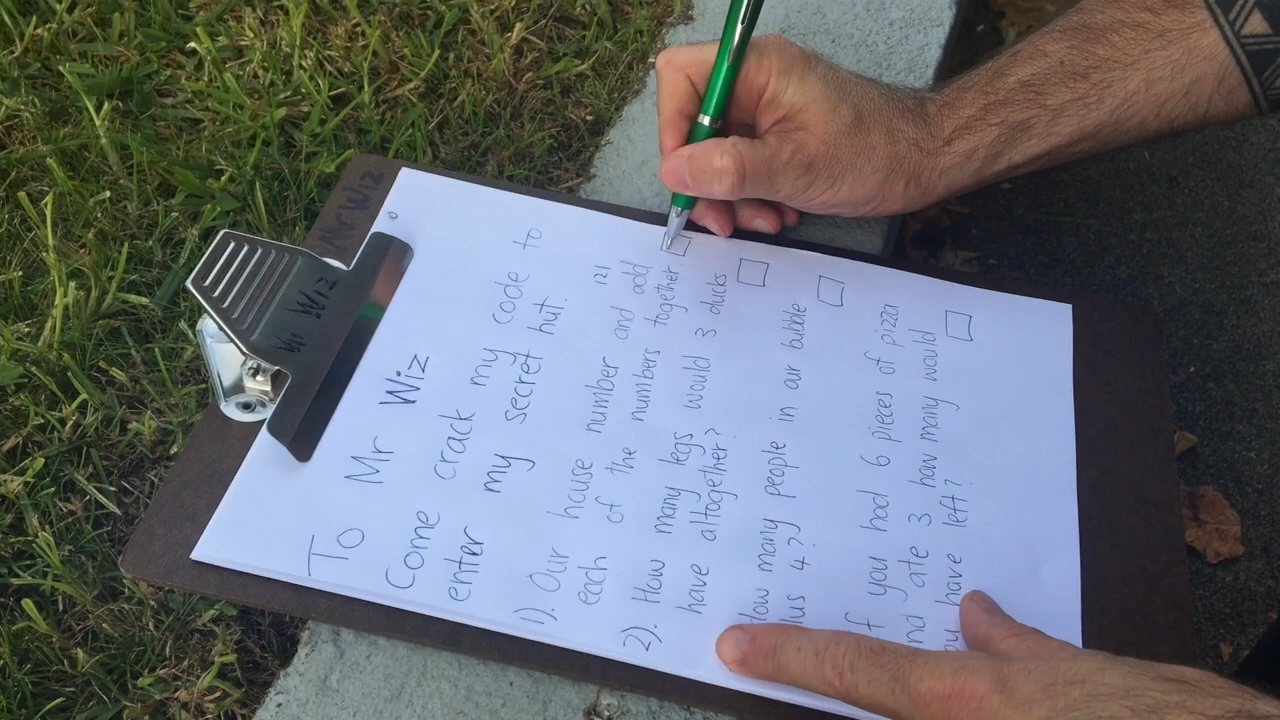 Mr Wiz
Mr Wiz
To Mr Wiz
Come crack my code to
enter my secret hut.
1). Our house number 121 and add
each of the numbers together.
2). How many legs would 3 ducks
have altogether?
How many people in our bubble
lus 4?
f you had 6 pieces of pizza
nd ate 3 how many would
ou have left?